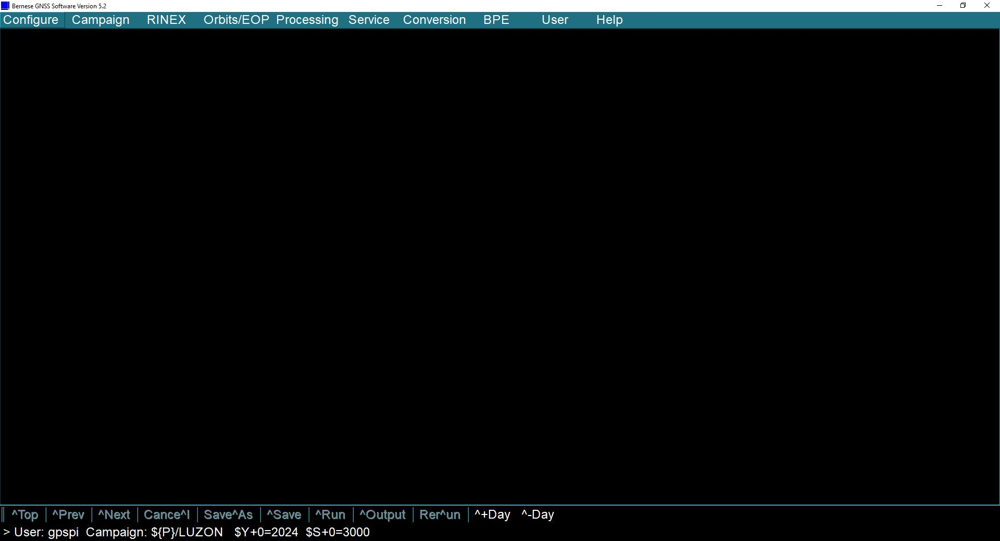 Bernese GNSS Software Version 5.2
Configure Campaign RINEX Orbits/EOP Processing Service Conversion BPE User Help
^Top ^Prev ^Next Cance^l Save^As ^Save ^Run ^Output Rer^un ^+Day ^-Day
> User: gpspi Campaign: ${P}/LUZON $Y+0=2024 $S+0=3000